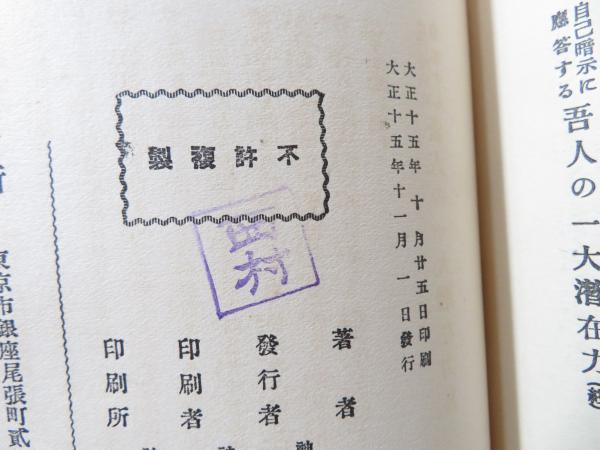 自己暗示に
應答する
吾人の一大潜在力
大正十五年十月廿五日印刷
大正十五年十一月一日發行
不許複製
著者
發行者
印刷者
印刷所
東京市銀座尾張町貳